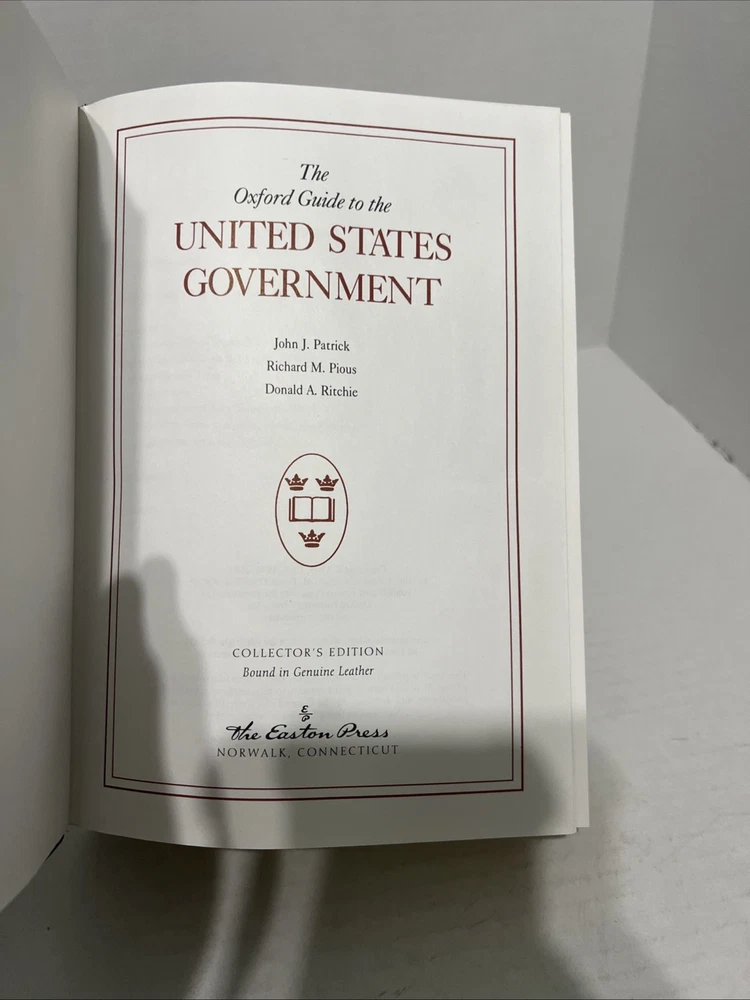 The
Oxford Guide to the
UNITED STATES
GOVERNMENT
John J. Patrick
Richard M. Pious
Donald A. Ritchie
COLLECTOR'S EDITION
Bound in Genuine Leather
E
P
The Easton Press
NORWALK, CONNECTICUT